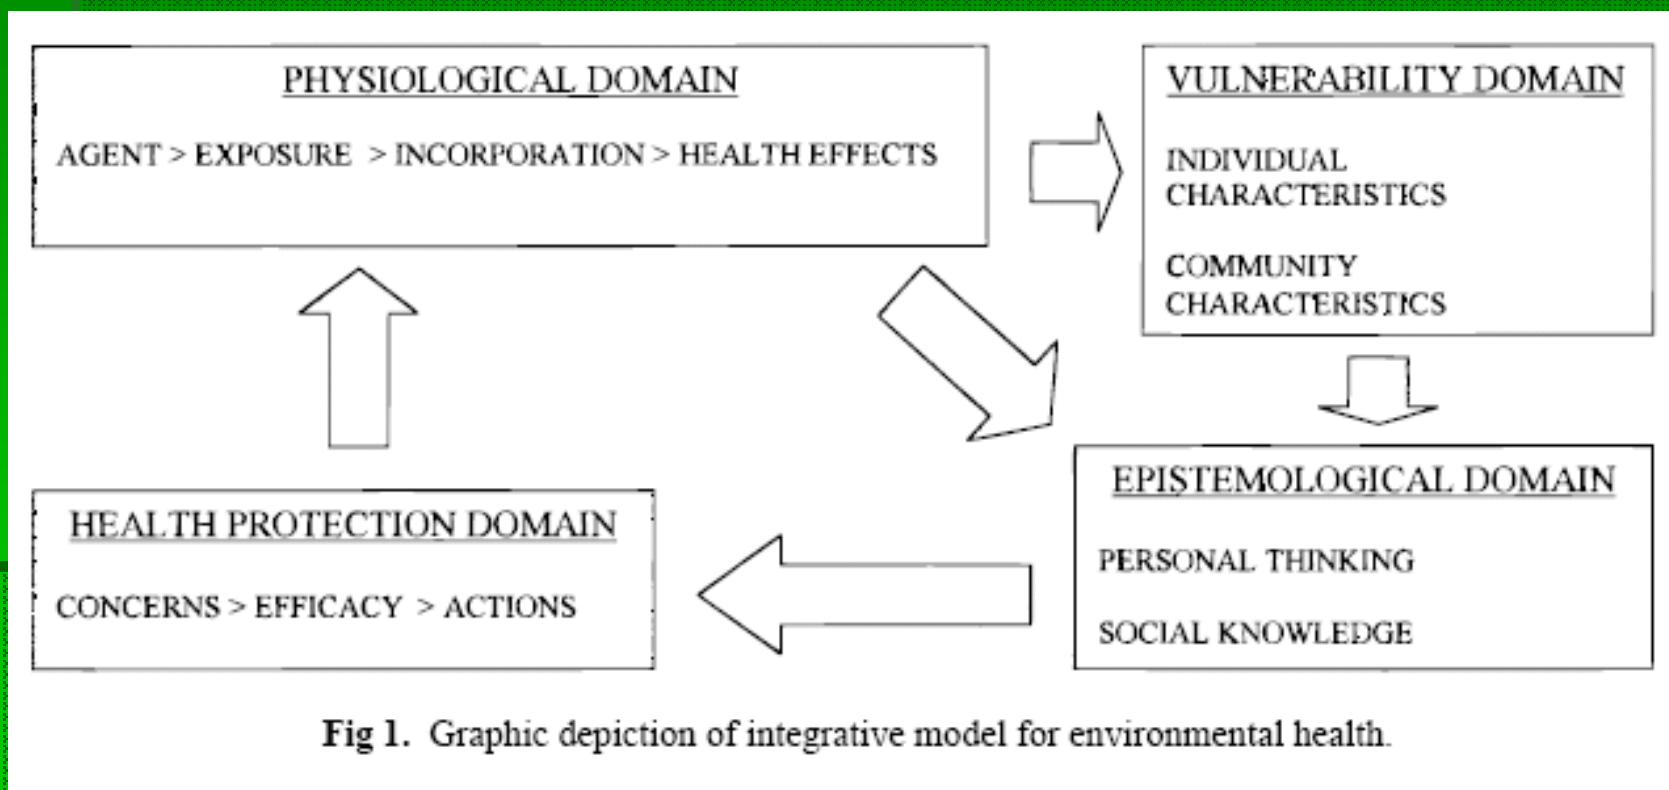 PHYSIOLOGICAL DOMAIN
AGENT > EXPOSURE > INCORPORATION > HEALTH EFFECTS
VULNERABILITY DOMAIN
INDIVIDUAL
CHARACTERISTICS
COMMUNITY
CHARACTERISTICS
EPISTEMOLOGICAL DOMAIN
PERSONAL THINKING
SOCIAL KNOWLEDGE
HEALTH PROTECTION DOMAIN
CONCERNS > EFFICACY > ACTIONS
Fig 1. Graphic depiction of integrative model for environmental health.